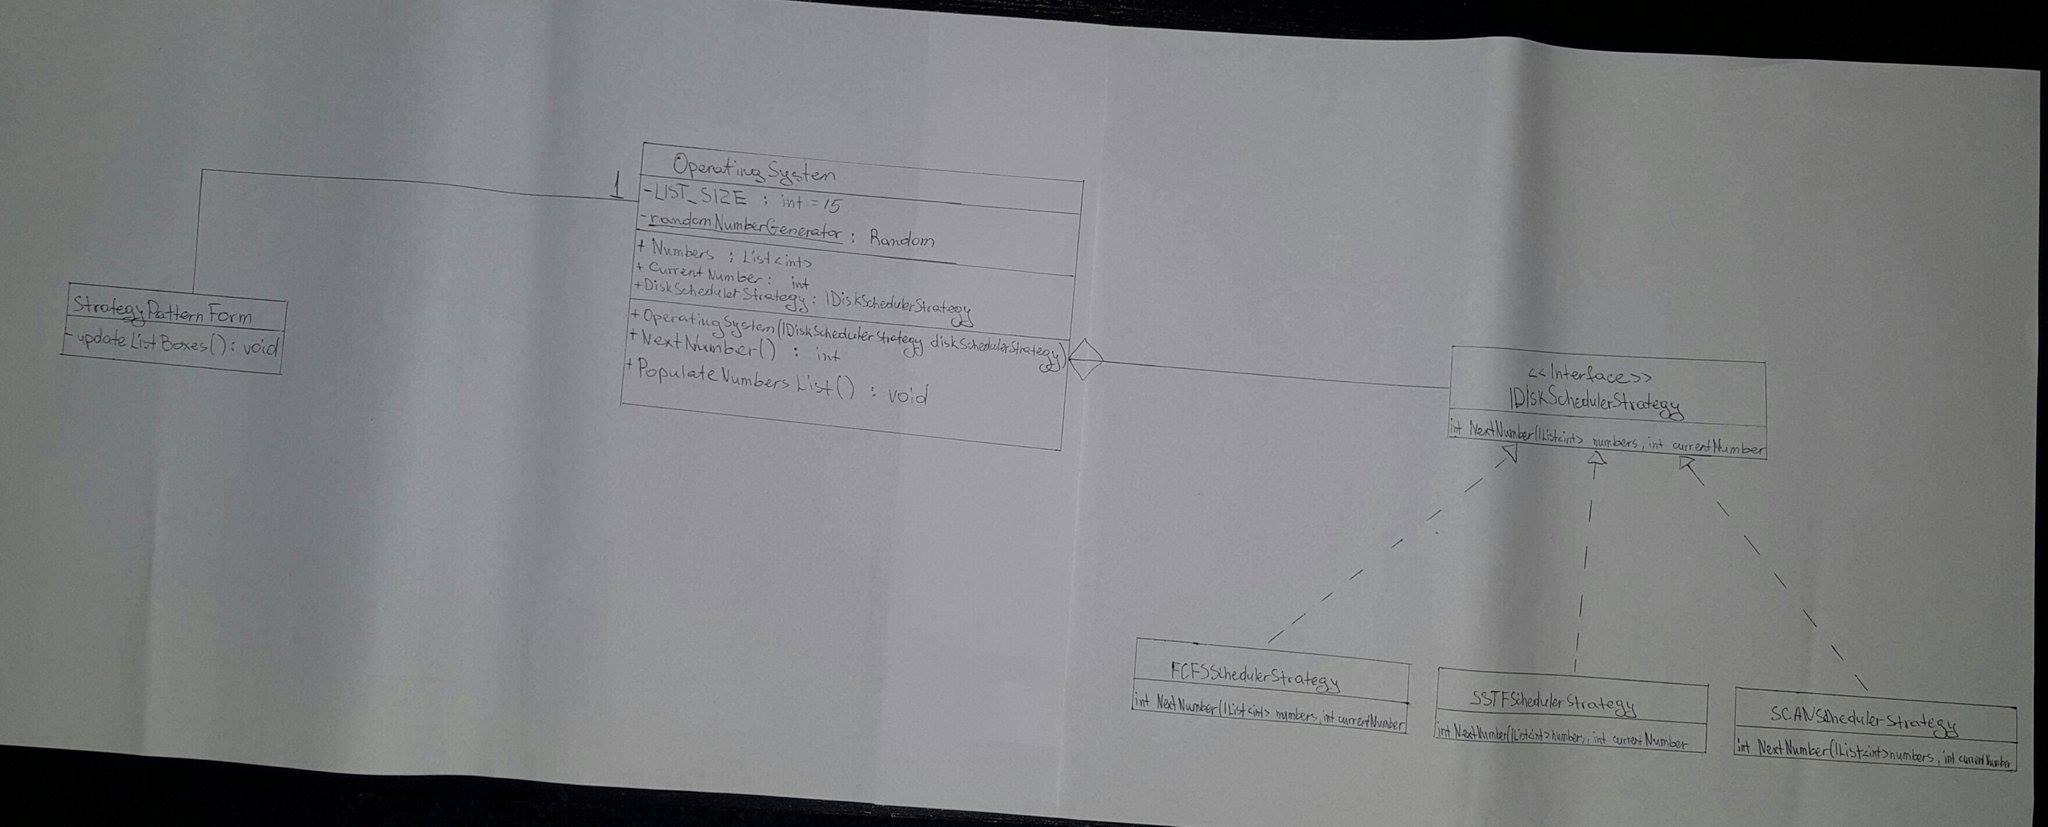 1
OperatingSystem
-LIST_SIZE : int = 15
-randomNumberGenerator : Random
+ Numbers : List<int>
+ CurrentNumber : int
+DiskSchedulerStrategy : IDiskSchedulerStrategy
+OperatingSystem(IDiskSchedulerStrategy diskSchedulerStrategy)
+NextNumber() : int
+PopulateNumbersList() : void
StrategyPatternForm
-updateListBoxes() : void
<<Interface>>
IDiskSchedulerStrategy
int NextNumber(IList<int> numbers, int currentNumber
FCFSSchedulerStrategy
int NextNumber(IList<int> numbers, int currentNumber
SSTFSchedulerStrategy
int NextNumber(IList<int> numbers, int currentNumber
SCANSchedulerStrategy
int NextNumber(IList<int> numbers, int currentNumber